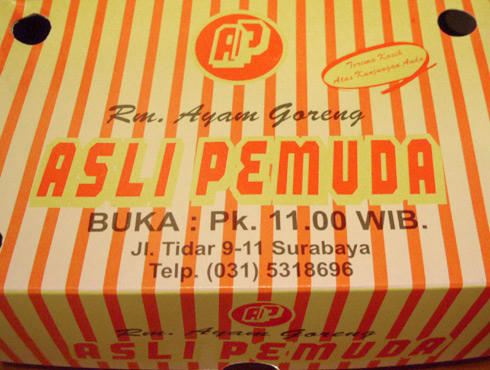 AP
Terima Kasih
Atas Kunjungan Anda
Rm. Ayam Goreng
ASLI PEMUDA
BUKA : Pk. 11.00 WIB.
Jl. Tidar 9-11 Surabaya
Telp. (031) 5318696
AP
Rm. Ayam Goreng
ASLI PEMUDA